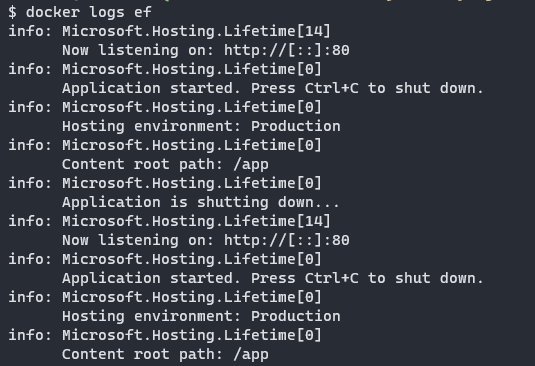 $ docker logs ef
info: Microsoft.Hosting.Lifetime[14]
      Now listening on: http://[::]:80
info: Microsoft.Hosting.Lifetime[0]
      Application started. Press Ctrl+C to shut down.
info: Microsoft.Hosting.Lifetime[0]
      Hosting environment: Production
info: Microsoft.Hosting.Lifetime[0]
      Content root path: /app
info: Microsoft.Hosting.Lifetime[0]
      Application is shutting down...
info: Microsoft.Hosting.Lifetime[14]
      Now listening on: http://[::]:80
info: Microsoft.Hosting.Lifetime[0]
      Application started. Press Ctrl+C to shut down.
info: Microsoft.Hosting.Lifetime[0]
      Hosting environment: Production
info: Microsoft.Hosting.Lifetime[0]
      Content root path: /app